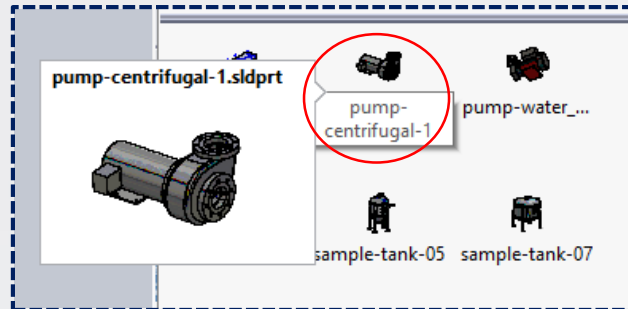 pump-centrifugal-1.sldprt
pump-
centrifugal-1
pump-water_...
sample-tank-05
sample-tank-07